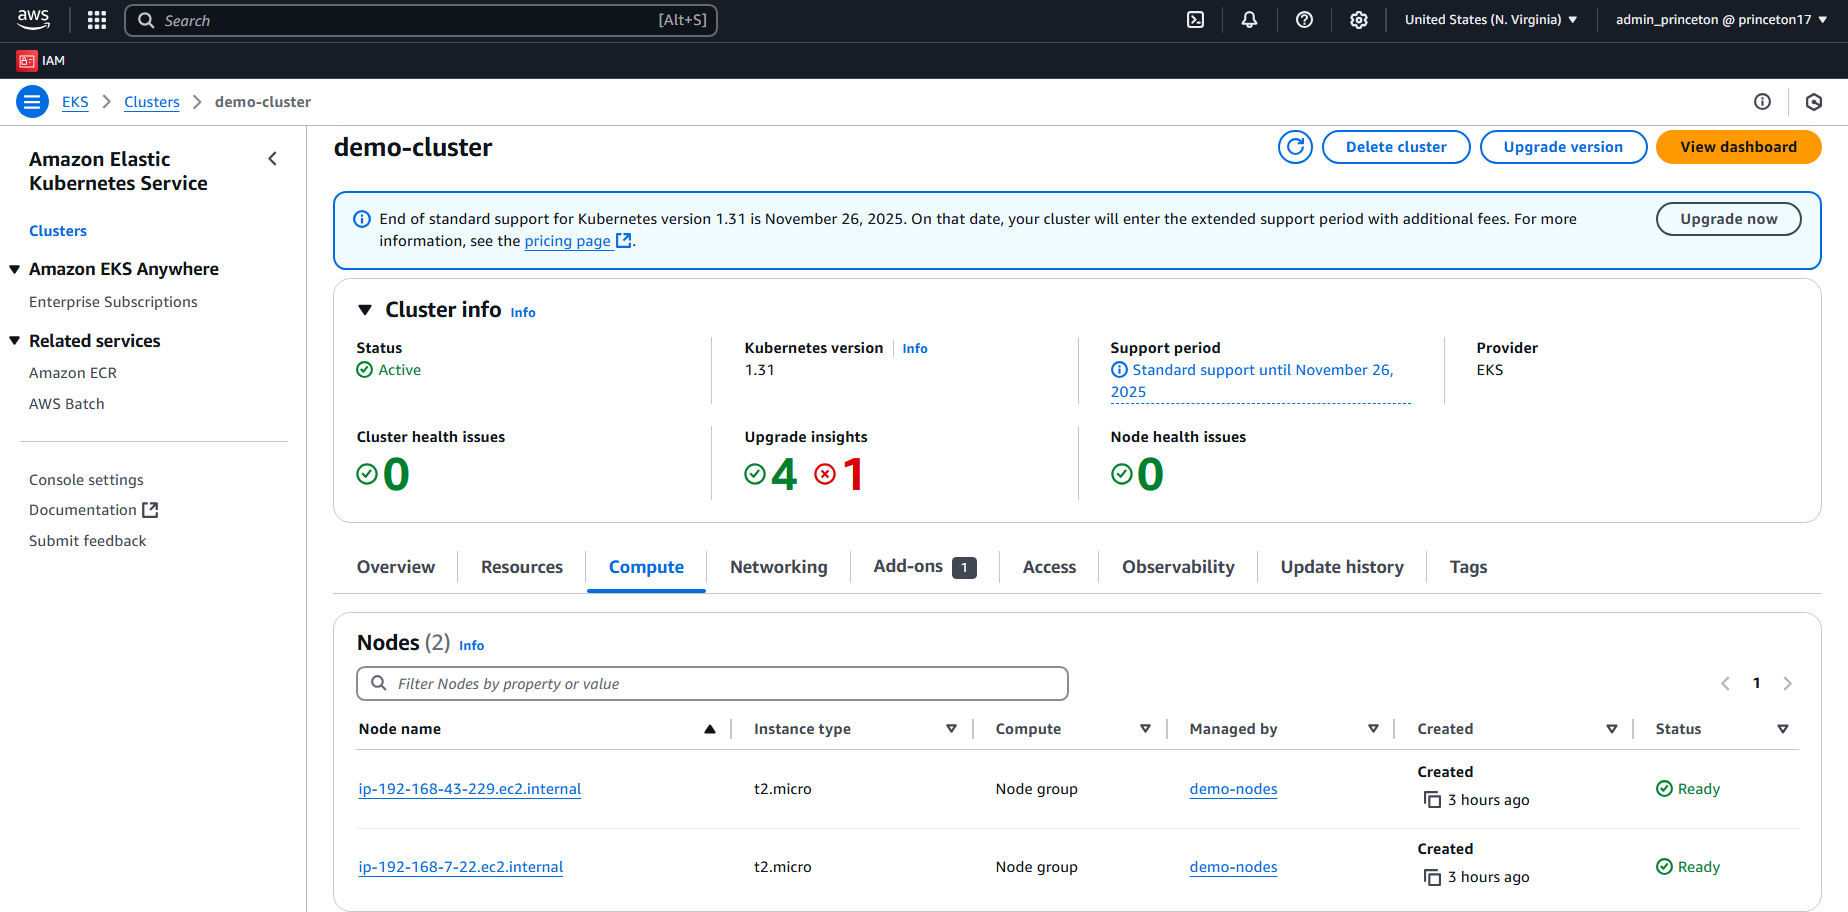 aws
Search [Alt+S]
United States (N. Virginia)
admin_princeton @ princeton17
IAM
EKS
Clusters
demo-cluster
Amazon Elastic
Kubernetes Service
Clusters
Amazon EKS Anywhere
Enterprise Subscriptions
Related services
Amazon ECR
AWS Batch
Console settings
Documentation
Submit feedback
demo-cluster
Delete cluster
Upgrade version
View dashboard
End of standard support for Kubernetes version 1.31 is November 26, 2025. On that date, your cluster will enter the extended support period with additional fees. For more
information, see the pricing page.
Upgrade now
Cluster info Info
Status
Active
Kubernetes version Info
1.31
Support period
Standard support until November 26,
2025
Provider
EKS
Cluster health issues
0
Upgrade insights
4 1
Node health issues
0
Overview
Resources
Compute
Networking
Add-ons 1
Access
Observability
Update history
Tags
Nodes (2) Info
Filter Nodes by property or value
1
Node name
Instance type
Compute
Managed by
Created
Status
ip-192-168-43-229.ec2.internal
t2.micro
Node group
demo-nodes
Created
3 hours ago
Ready
ip-192-168-7-22.ec2.internal
t2.micro
Node group
demo-nodes
Created
3 hours ago
Ready